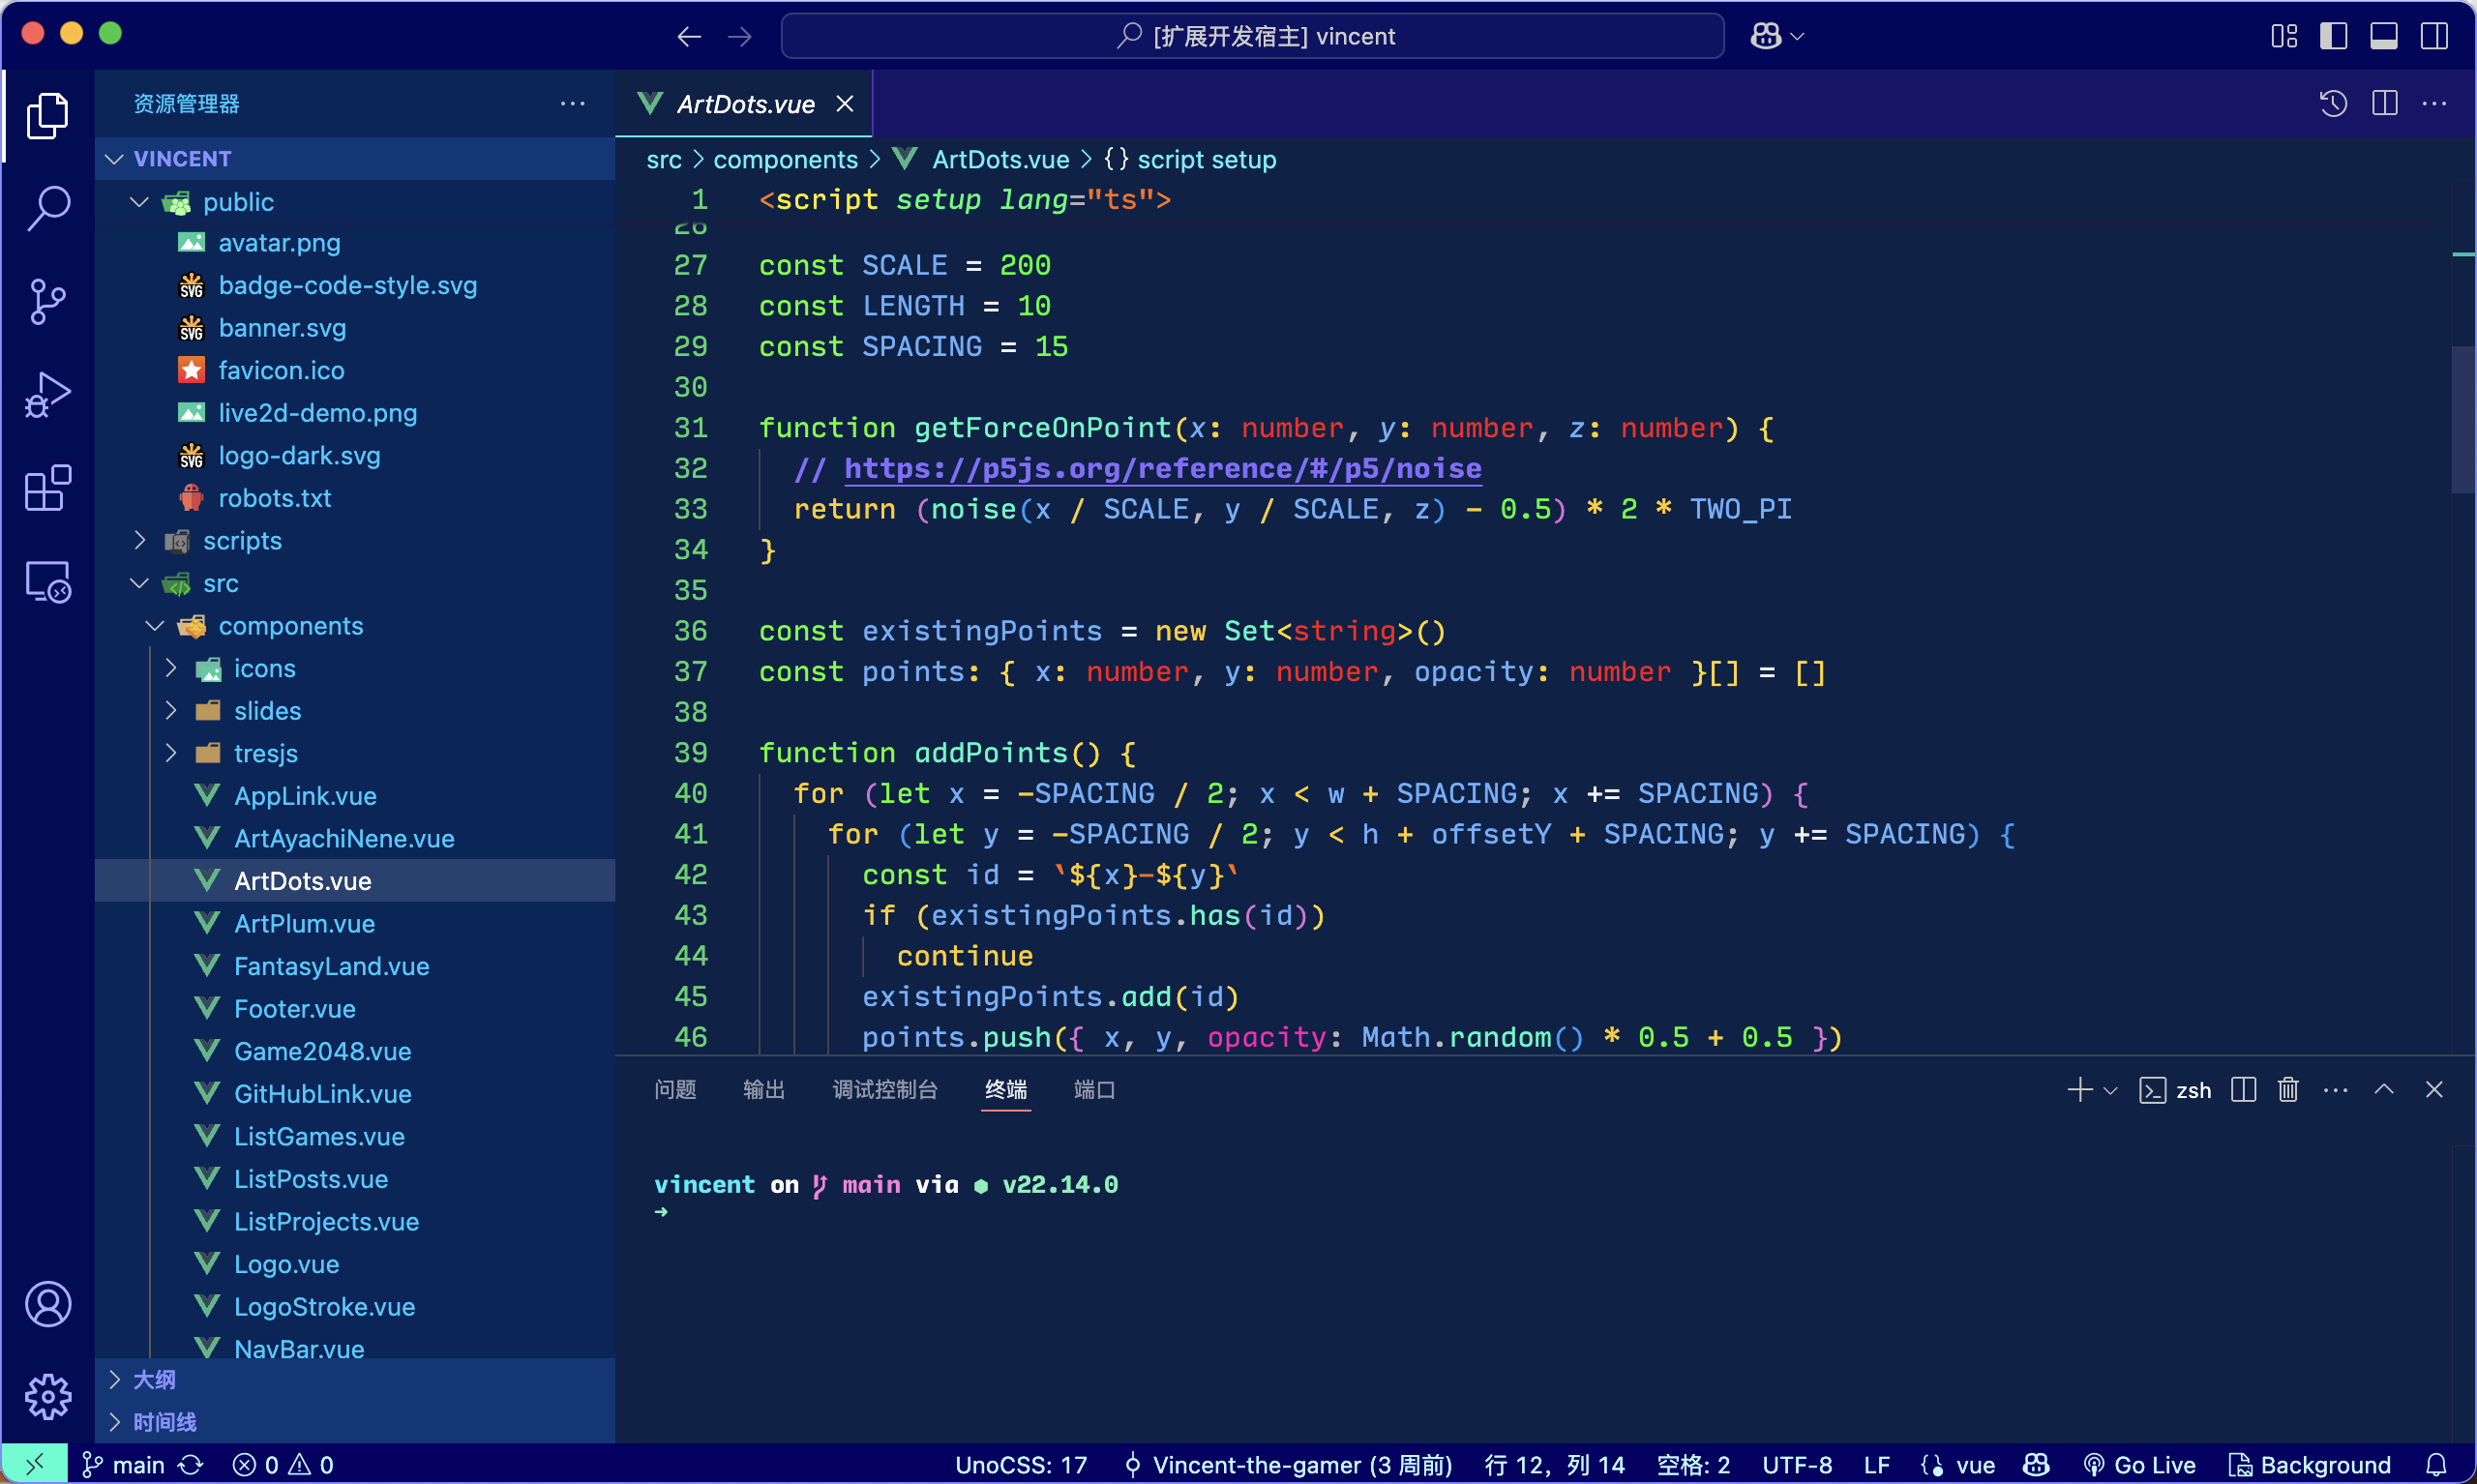 [扩展开发宿主] vincent
资源管理器
VINCENT
public
avatar.png
badge-code-style.svg
banner.svg
favicon.ico
live2d-demo.png
logo-dark.svg
robots.txt
scripts
src
components
icons
slides
tresjs
AppLink.vue
ArtAyachiNene.vue
ArtDots.vue
ArtPlum.vue
FantasyLand.vue
Footer.vue
Game2048.vue
GitHubLink.vue
ListGames.vue
ListPosts.vue
ListProjects.vue
Logo.vue
LogoStroke.vue
NavBar.vue
大纲
时间线
ArtDots.vue
src > components > ArtDots.vue > {} script setup
1 <script setup lang="ts">
26
27 const SCALE = 200
28 const LENGTH = 10
29 const SPACING = 15
30
31 function getForceOnPoint(x: number, y: number, z: number) {
32 // https://p5js.org/reference/#/p5/noise
33 return (noise(x / SCALE, y / SCALE, z) - 0.5) * 2 * TWO_PI
34 }
35
36 const existingPoints = new Set<string>()
37 const points: { x: number, y: number, opacity: number }[] = []
38
39 function addPoints() {
40 for (let x = -SPACING / 2; x < w + SPACING; x += SPACING) {
41 for (let y = -SPACING / 2; y < h + offsetY + SPACING; y += SPACING) {
42 const id = `${x}-${y}`
43 if (existingPoints.has(id))
44 continue
45 existingPoints.add(id)
46 points.push({ x, y, opacity: Math.random() * 0.5 + 0.5 })
问题 输出 调试控制台 终端 端口
zsh
vincent on main via v22.14.0
➜
main 0 0 UnoCSS: 17 Vincent-the-gamer (3 周前) 行 12，列 14 空格: 2 UTF-8 LF vue Go Live Background